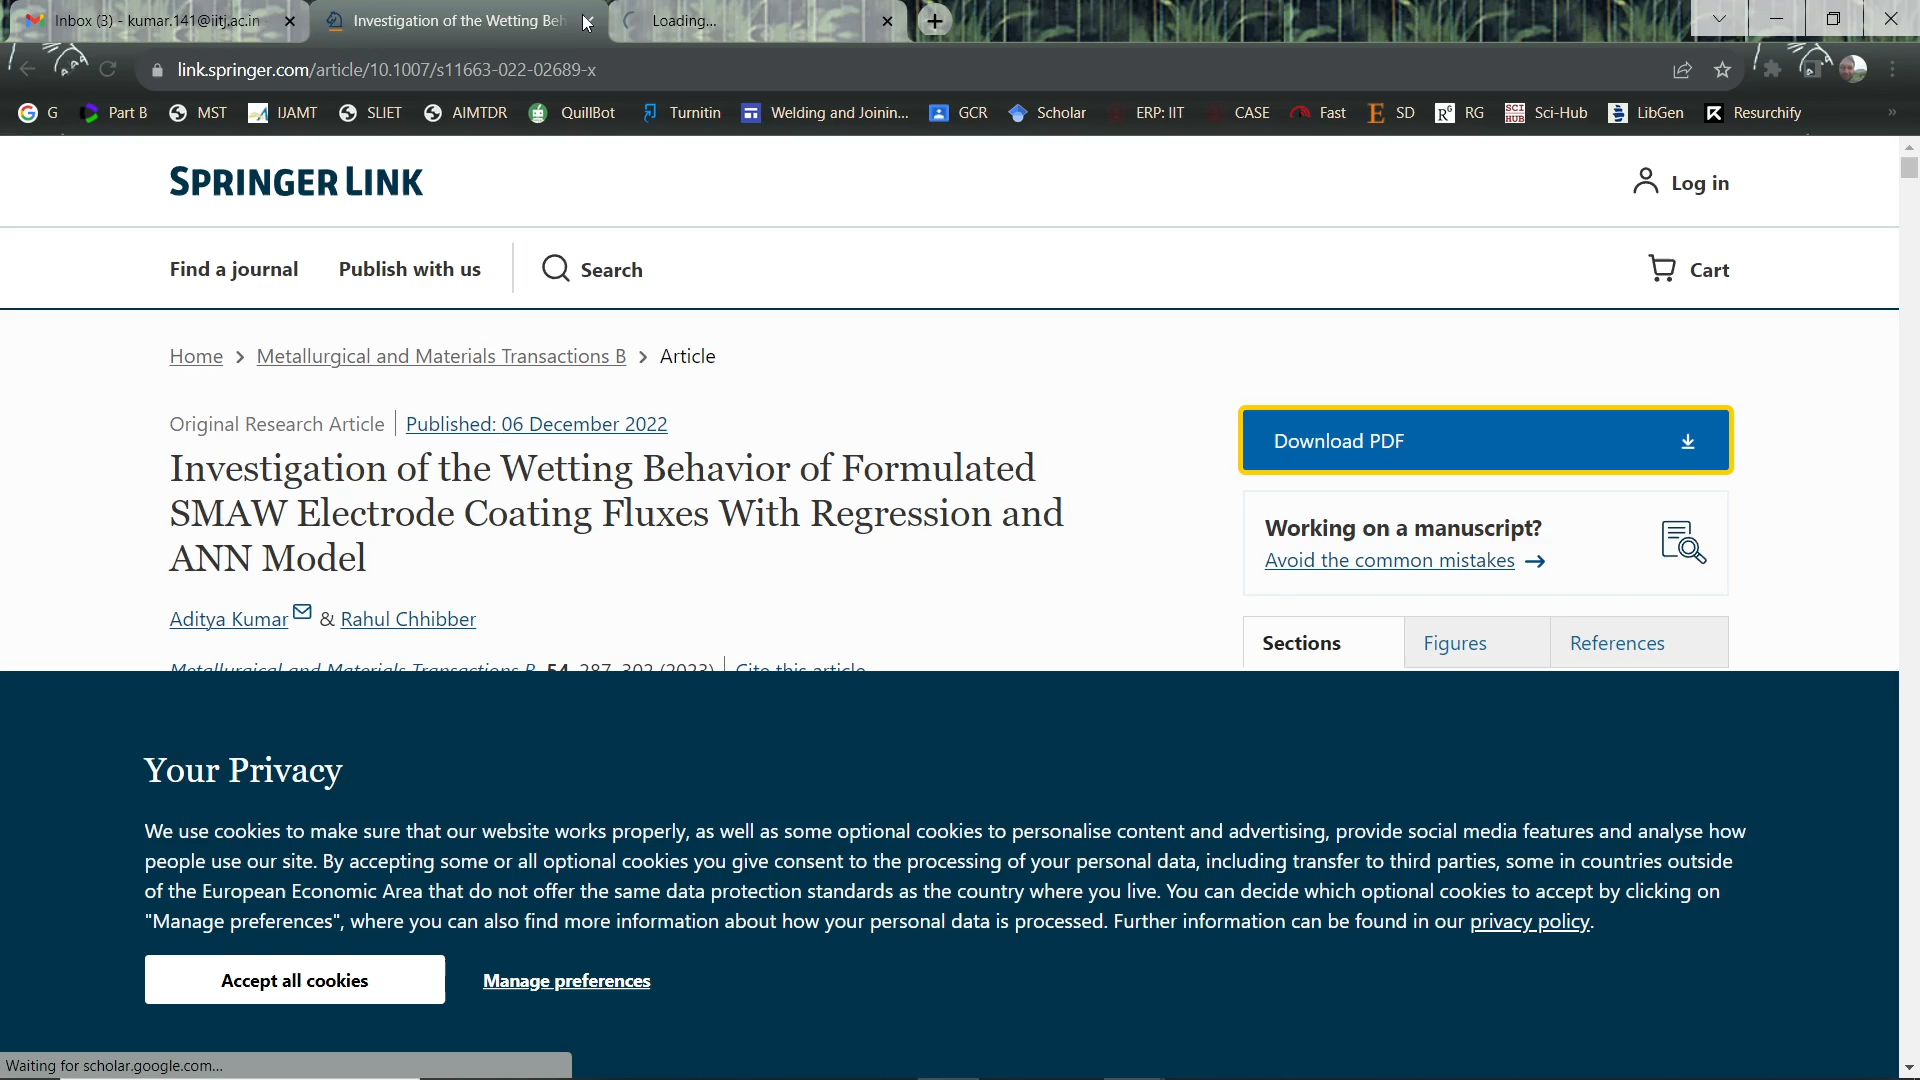 Inbox (3) - kumar.141@iitj.ac.in
Investigation of the Wetting Beh
Loading...
link.springer.com/article/10.1007/s11663-022-02689-x
G Part B MST IJAMT SLIET AIMTDR QuillBot Turnitin Welding and Joinin... GCR Scholar ERP: IIT CASE Fast SD RG Sci-Hub LibGen Resurchify »
SPRINGER LINK
Log in
Find a journal Publish with us Search Cart
Home > Metallurgical and Materials Transactions B > Article
Original Research Article | Published: 06 December 2022
Investigation of the Wetting Behavior of Formulated
SMAW Electrode Coating Fluxes With Regression and
ANN Model
Aditya Kumar & Rahul Chhibber
Metallurgical and Materials Transactions B 54, 287–302 (2023) | Cite this article
Download PDF
Working on a manuscript?
Avoid the common mistakes →
Sections Figures References
Your Privacy
We use cookies to make sure that our website works properly, as well as some optional cookies to personalise content and advertising, provide social media features and analyse how
people use our site. By accepting some or all optional cookies you give consent to the processing of your personal data, including transfer to third parties, some in countries outside
of the European Economic Area that do not offer the same data protection standards as the country where you live. You can decide which optional cookies to accept by clicking on
"Manage preferences", where you can also find more information about how your personal data is processed. Further information can be found in our privacy policy.
Accept all cookies Manage preferences
Waiting for scholar.google.com...